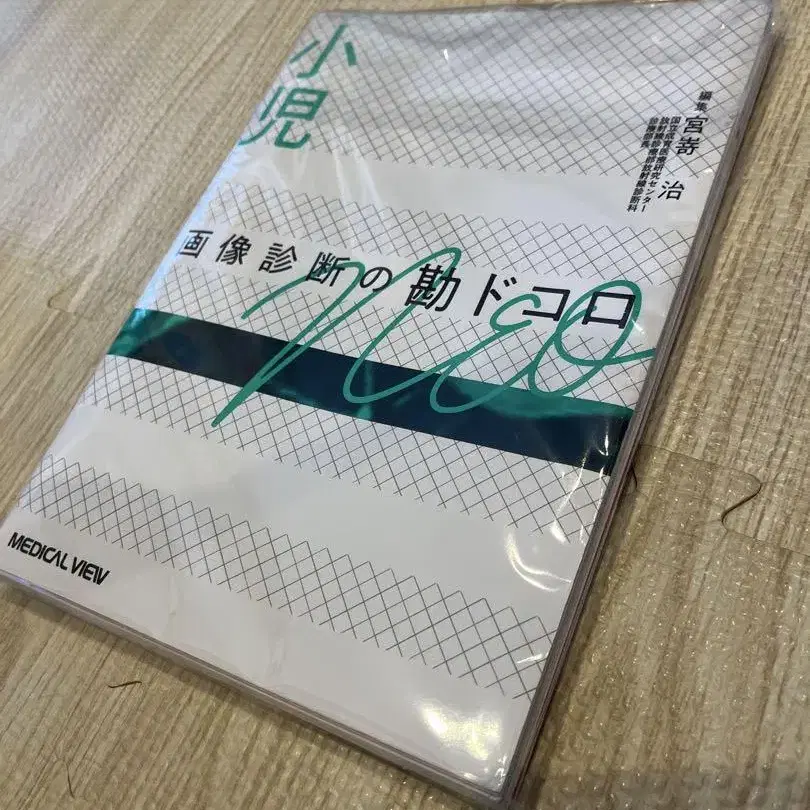 小児
画像診断の勘ドコロ
NEO
編集
宮嵜 治
国立成育医療研究センター
放射線診療部放射線診断科
診療部長
MEDICAL VIEW